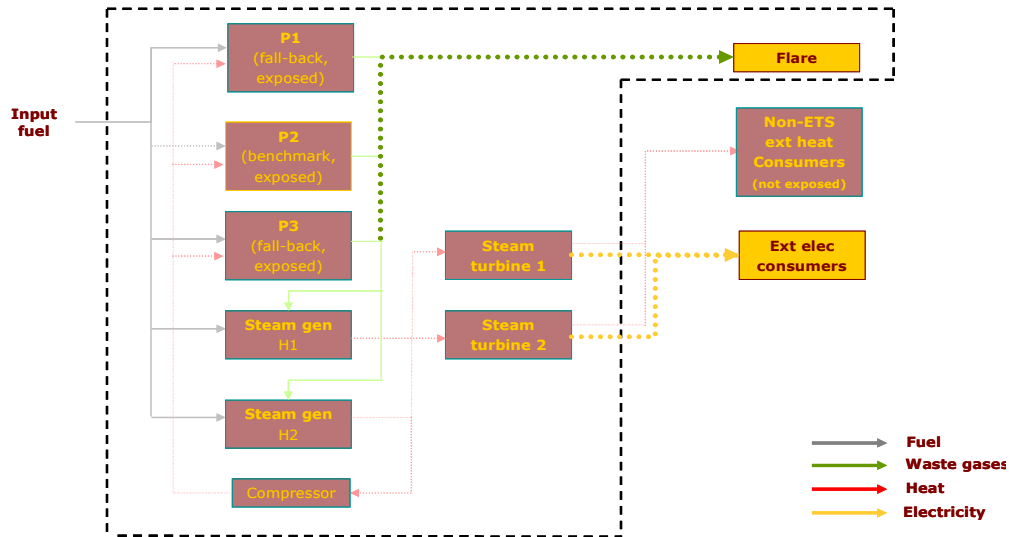 Input
fuel
P1
(fall-back,
exposed)
P2
(benchmark,
exposed)
P3
(fall-back,
exposed)
Steam gen
H1
Steam gen
H2
Compressor
Steam
turbine 1
Steam
turbine 2
Flare
Non-ETS
ext heat
Consumers
(not exposed)
Ext elec
consumers
Fuel
Waste gases
Heat
Electricity